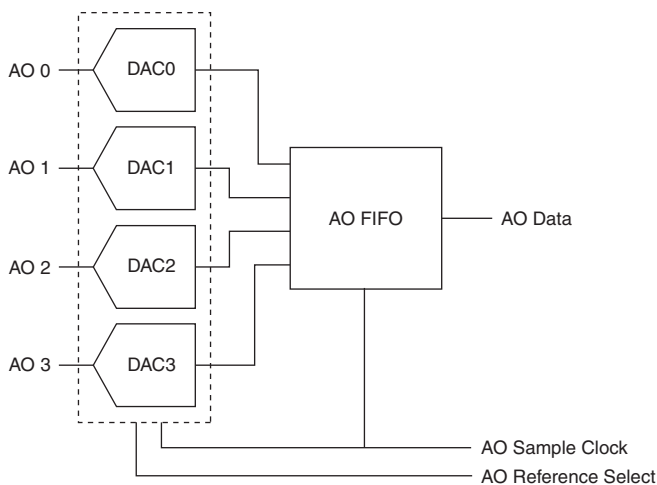 AO 0
DAC0
AO 1
DAC1
AO FIFO
AO Data
AO 2
DAC2
AO 3
DAC3
AO Sample Clock
AO Reference Select